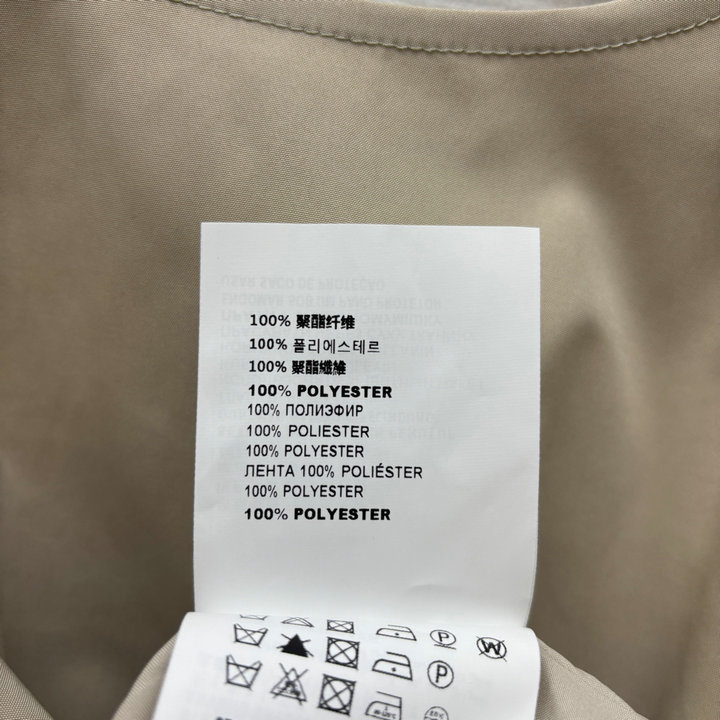 100% 聚酯纤维
100% 폴리에스테르
100% 聚酯纖維
100% POLYESTER
100% ПОЛИЭФИР
100% POLIESTER
100% POLYESTER
ЛЕНТА 100% POLIÉSTER
100% POLYESTER
100% POLYESTER
P
W
P